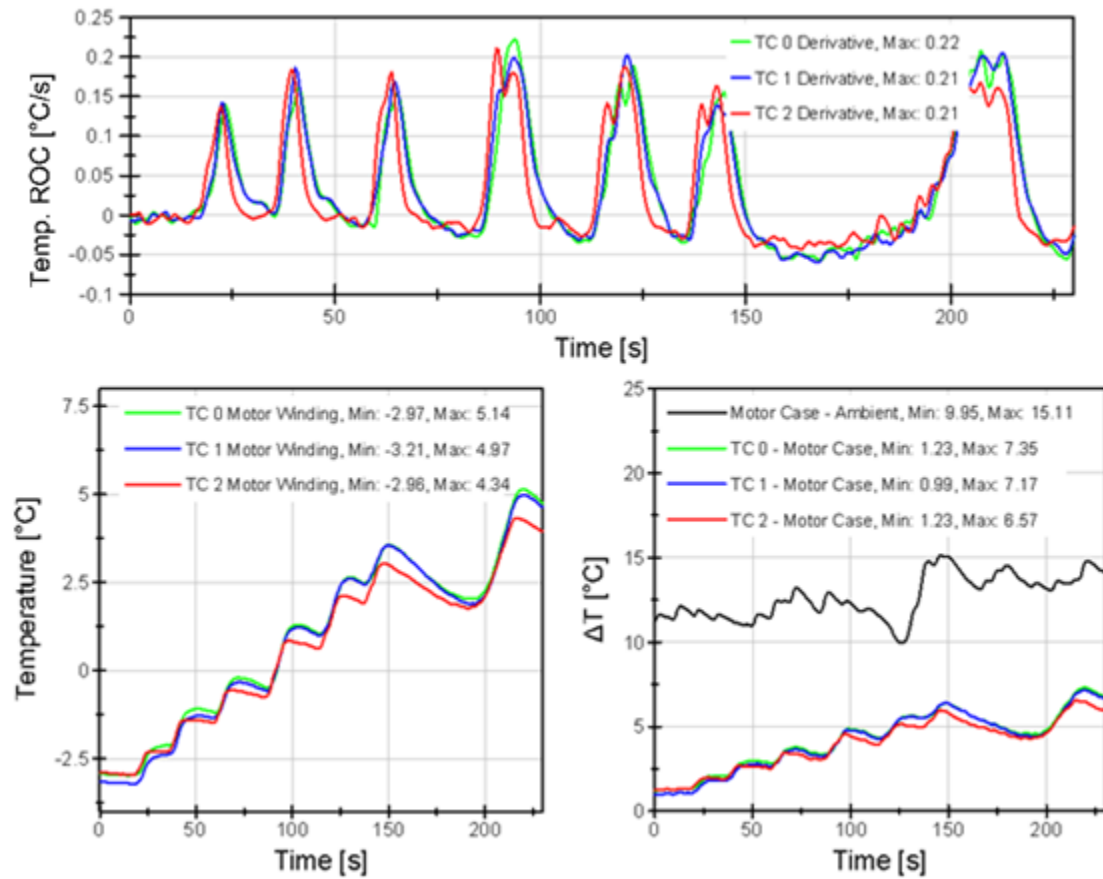 0.25
0.2
0.15
0.1
0.05
0
-0.05
-0.1
Temp. ROC [°C/s]
TC 0 Derivative, Max: 0.22
TC 1 Derivative, Max: 0.21
TC 2 Derivative, Max: 0.21
0 50 100 150 200
Time [s]
7.5
5
2.5
0
-2.5
Temperature [°C]
TC 0 Motor Winding, Min: -2.97, Max: 5.14
TC 1 Motor Winding, Min: -3.21, Max: 4.97
TC 2 Motor Winding, Min: -2.96, Max: 4.34
0 50 100 150 200
Time [s]
25
20
15
10
5
0
ΔT [°C]
Motor Case - Ambient, Min: 9.95, Max: 15.11
TC 0 - Motor Case, Min: 1.23, Max: 7.35
TC 1 - Motor Case, Min: 0.99, Max: 7.17
TC 2 - Motor Case, Min: 1.23, Max: 6.57
0 50 100 150 200
Time [s]